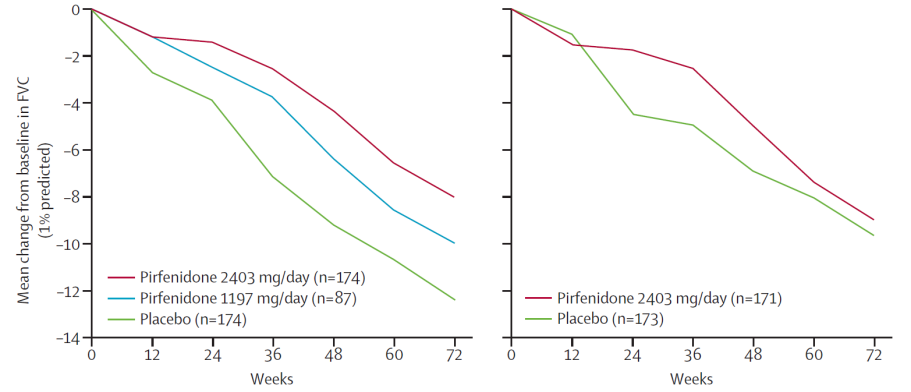 Mean change from baseline in FVC
(1% predicted)
0
−2
−4
−6
−8
−10
−12
−14
Pirfenidone 2403 mg/day (n=174)
Pirfenidone 1197 mg/day (n=87)
Placebo (n=174)
0 12 24 36 48 60 72
Weeks
Pirfenidone 2403 mg/day (n=171)
Placebo (n=173)
0 12 24 36 48 60 72
Weeks